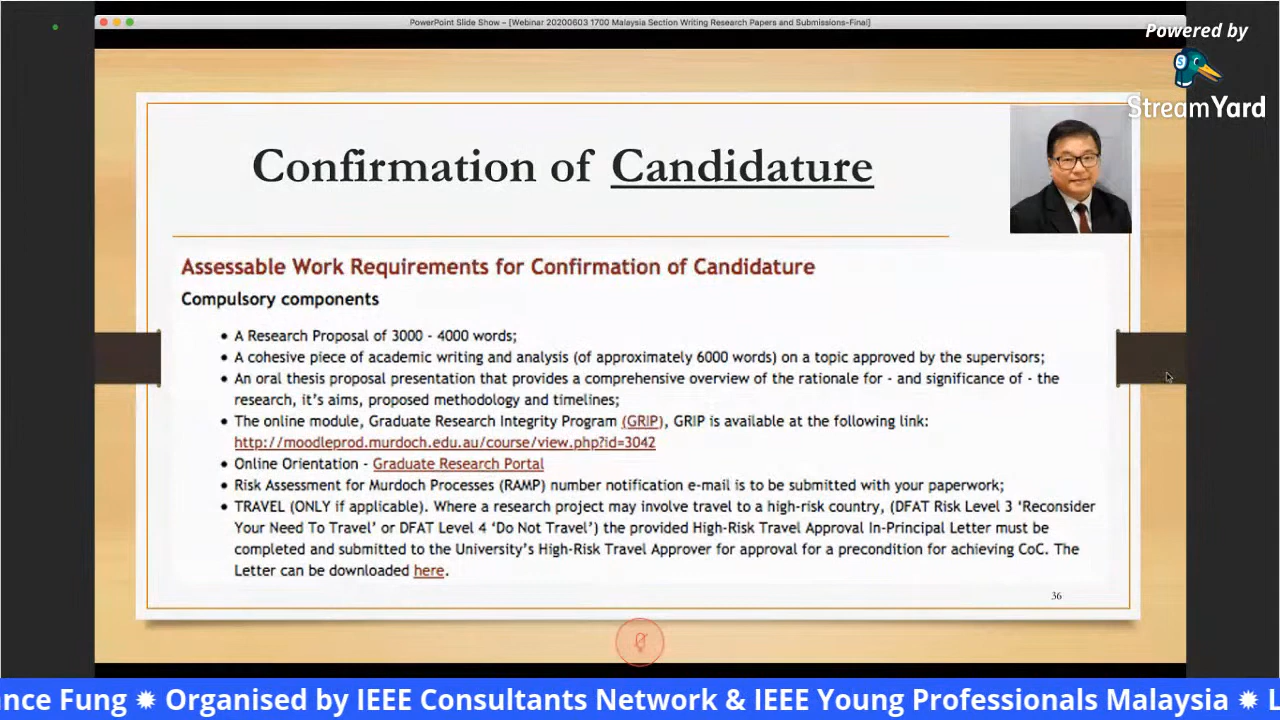 PowerPoint Slide Show – [Webinar 20200603 1700 Malaysia Section Writing Research Papers and Submissions-Final]
Powered by
StreamYard
Confirmation of Candidature
Assessable Work Requirements for Confirmation of Candidature
Compulsory components
• A Research Proposal of 3000 - 4000 words;
• A cohesive piece of academic writing and analysis (of approximately 6000 words) on a topic approved by the supervisors;
• An oral thesis proposal presentation that provides a comprehensive overview of the rationale for - and significance of - the
research, it's aims, proposed methodology and timelines;
• The online module, Graduate Research Integrity Program (GRIP), GRIP is available at the following link:
http://moodleprod.murdoch.edu.au/course/view.php?id=3042
• Online Orientation - Graduate Research Portal
• Risk Assessment for Murdoch Processes (RAMP) number notification e-mail is to be submitted with your paperwork;
• TRAVEL (ONLY if applicable). Where a research project may involve travel to a high-risk country, (DFAT Risk Level 3 'Reconsider
Your Need To Travel' or DFAT Level 4 'Do Not Travel') the provided High-Risk Travel Approval In-Principal Letter must be
completed and submitted to the University's High-Risk Travel Approver for approval for a precondition for achieving CoC. The
Letter can be downloaded here.
36
nce Fung ✸ Organised by IEEE Consultants Network & IEEE Young Professionals Malaysia ✸ L